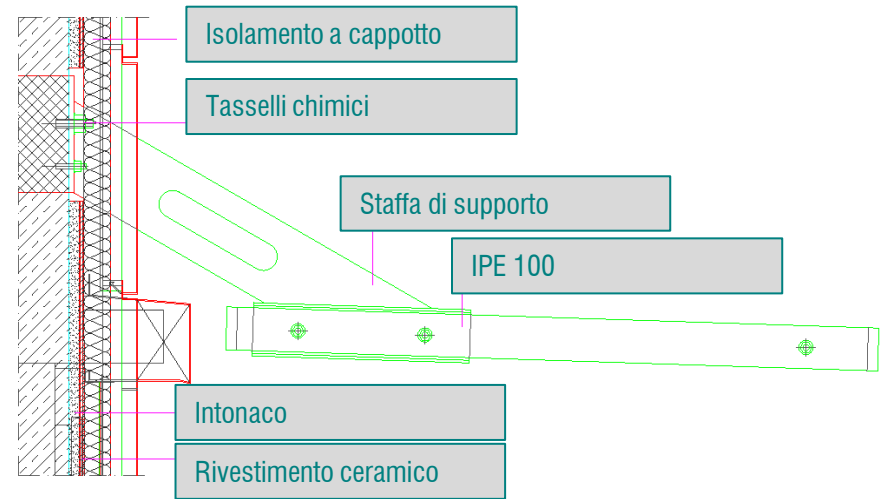 Isolamento a cappotto
Tasselli chimici
Staffa di supporto
IPE 100
Intonaco
Rivestimento ceramico